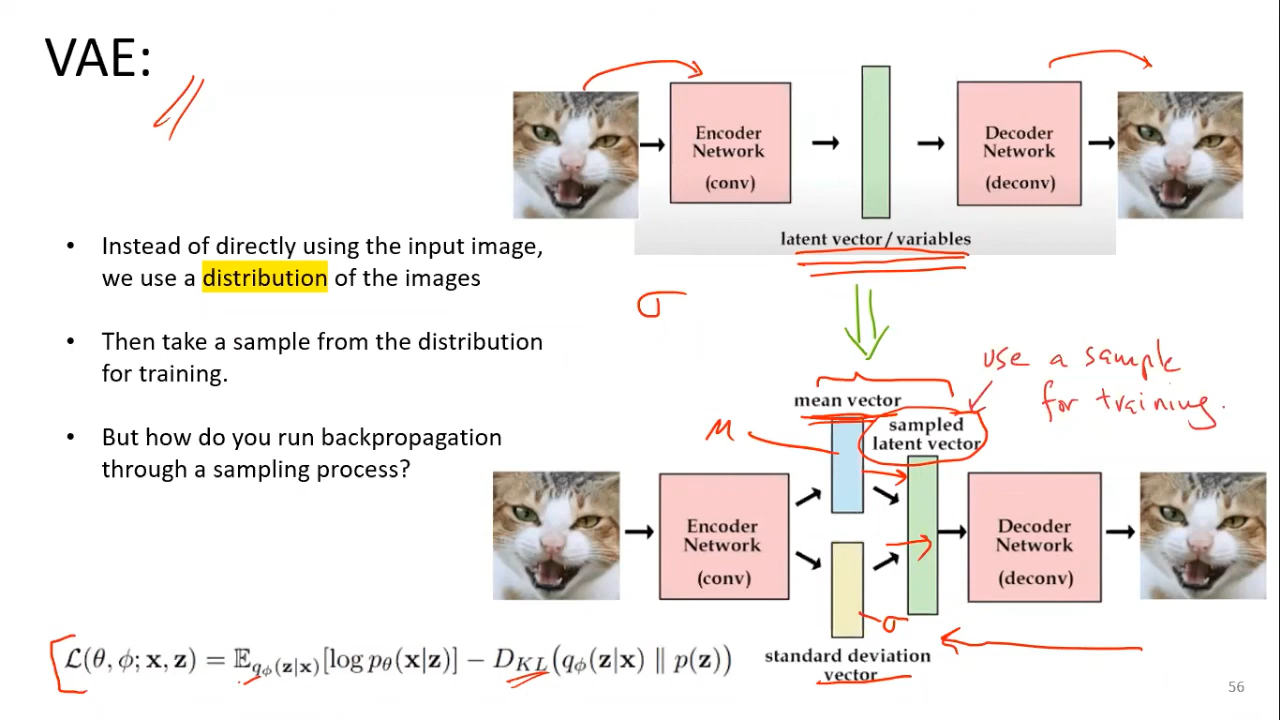 VAE:
Encoder
Network
(conv)
Decoder
Network
(deconv)
latent vector / variables
• Instead of directly using the input image,
we use a distribution of the images
• Then take a sample from the distribution
for training.
• But how do you run backpropagation
through a sampling process?
σ
use a sample
for training.
mean vector
μ
sampled
latent vector
Encoder
Network
(conv)
Decoder
Network
(deconv)
σ
standard deviation
vector
ℒ(θ, ϕ; x, z) = 𝔼_{q_ϕ(z|x)}[log p_θ(x|z)] − D_{KL}(q_ϕ(z|x) ∥ p(z))
56